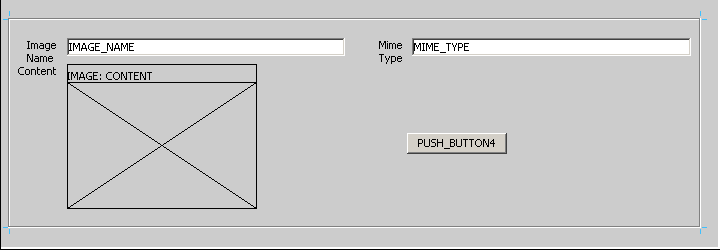 Image Name
IMAGE_NAME
Mime Type
MIME_TYPE
Content
IMAGE: CONTENT
PUSH_BUTTON4